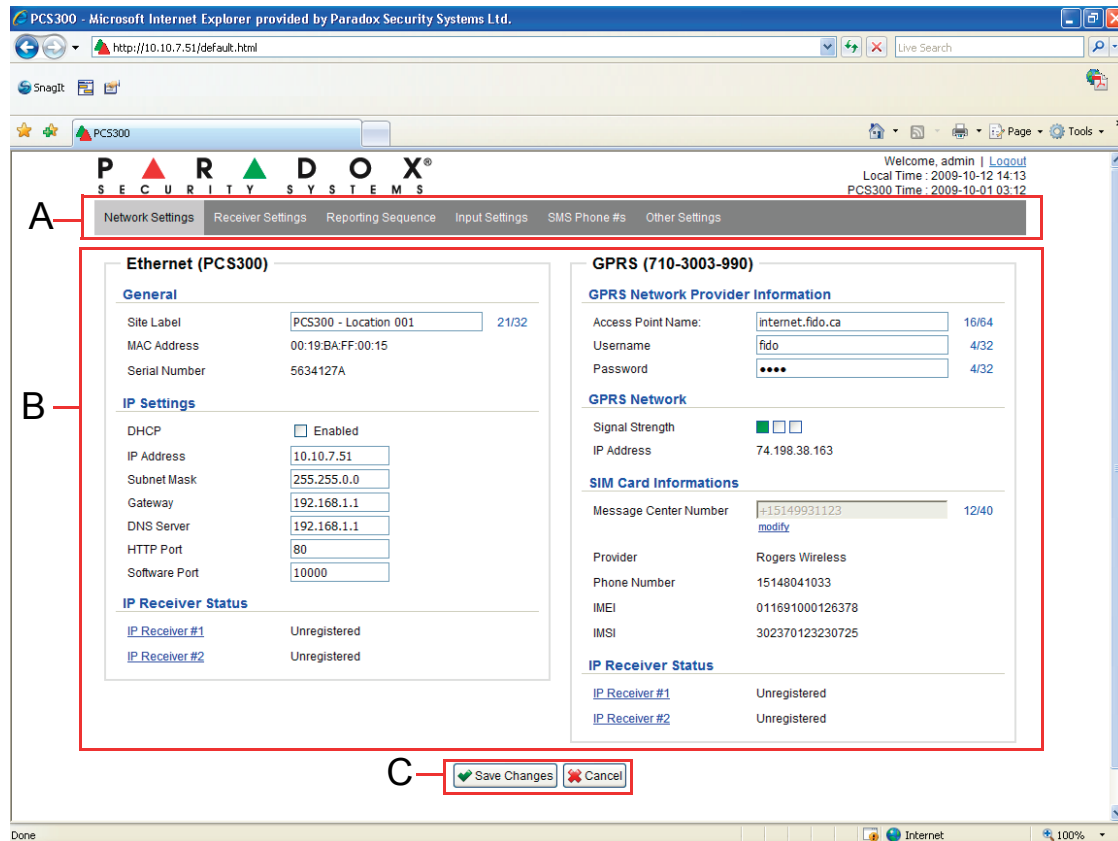 PCS300 - Microsoft Internet Explorer provided by Paradox Security Systems Ltd.
http://10.10.7.51/default.html
Live Search
SnagIt
PCS300
Page
Tools
PARADOX®
SECURITY SYSTEMS
Welcome, admin | Logout
Local Time : 2009-10-12 14:13
PCS300 Time : 2009-10-01 03:12
A
Network Settings Receiver Settings Reporting Sequence Input Settings SMS Phone #s Other Settings
B
Ethernet (PCS300)
General
Site Label PCS300 - Location 001 21/32
MAC Address 00:19:BA:FF:00:15
Serial Number 5634127A
IP Settings
DHCP Enabled
IP Address 10.10.7.51
Subnet Mask 255.255.0.0
Gateway 192.168.1.1
DNS Server 192.168.1.1
HTTP Port 80
Software Port 10000
IP Receiver Status
IP Receiver #1 Unregistered
IP Receiver #2 Unregistered
GPRS (710-3003-990)
GPRS Network Provider Information
Access Point Name: internet.fido.ca 16/64
Username fido 4/32
Password •••• 4/32
GPRS Network
Signal Strength
IP Address 74.198.38.163
SIM Card Informations
Message Center Number +15149931123 12/40
modify
Provider Rogers Wireless
Phone Number 15148041033
IMEI 011691000126378
IMSI 302370123230725
IP Receiver Status
IP Receiver #1 Unregistered
IP Receiver #2 Unregistered
C
Save Changes Cancel
Done Internet 100%